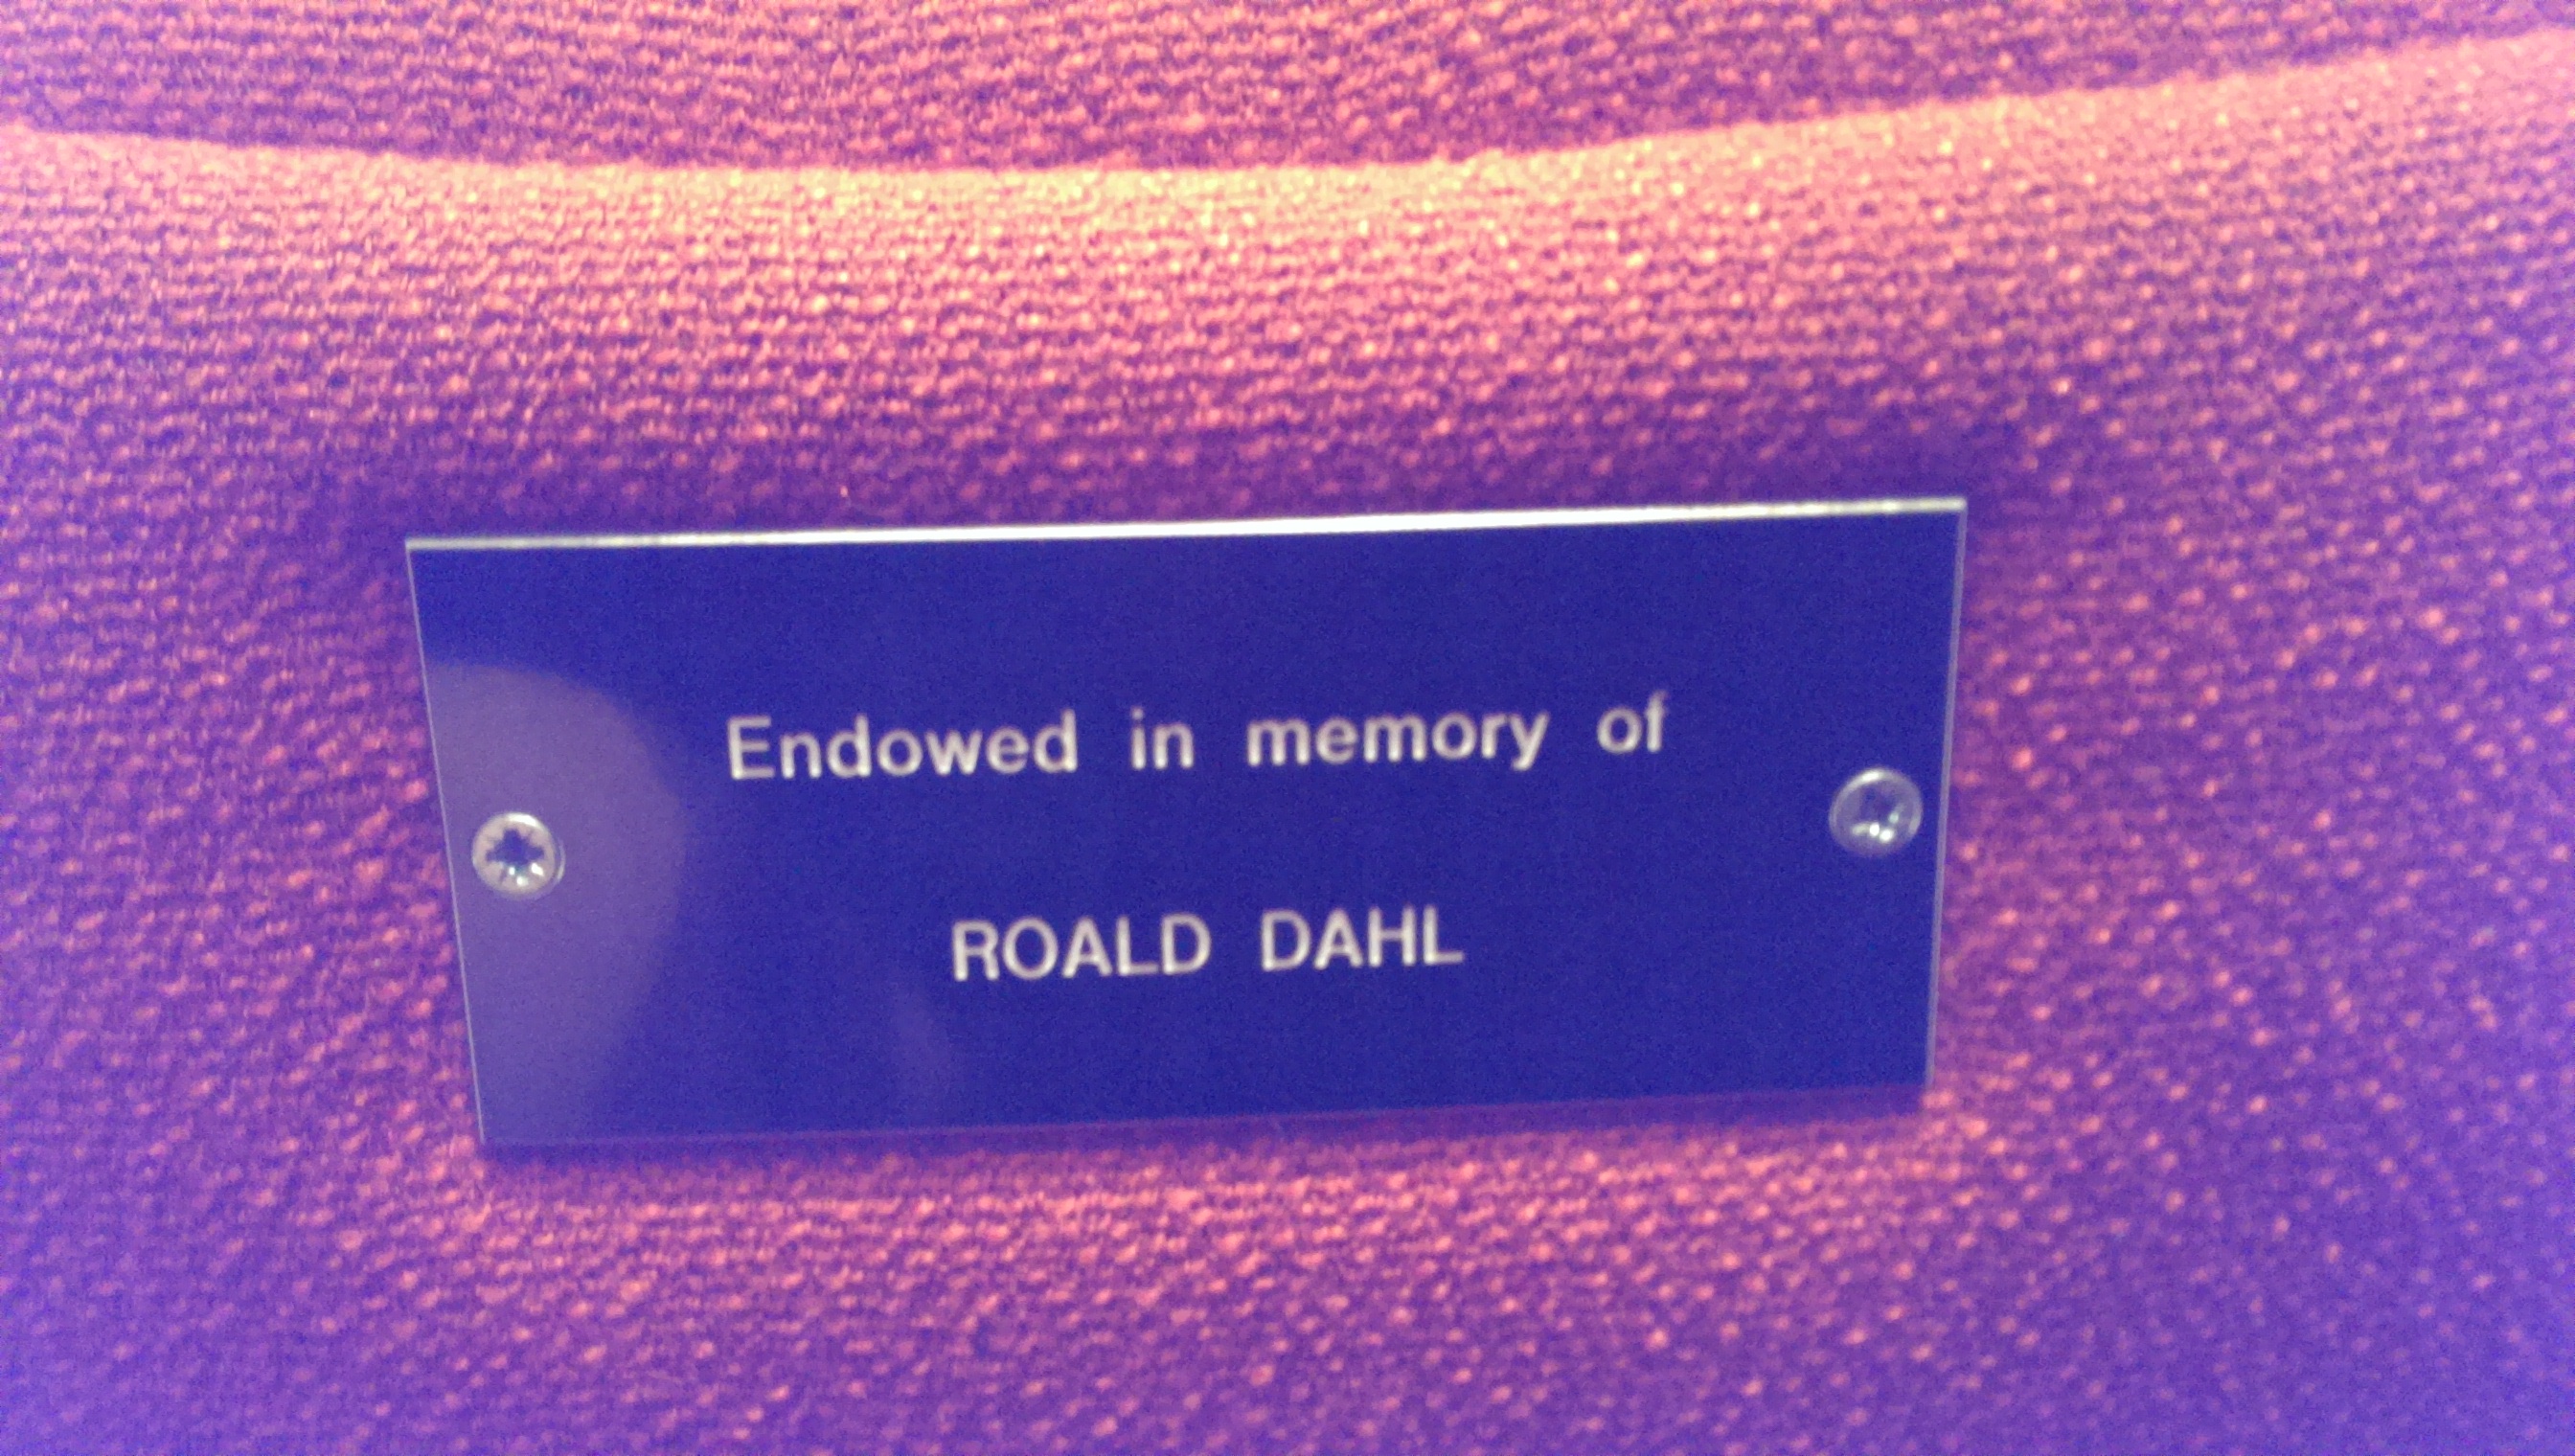 Endowed in memory of
ROALD DAHL